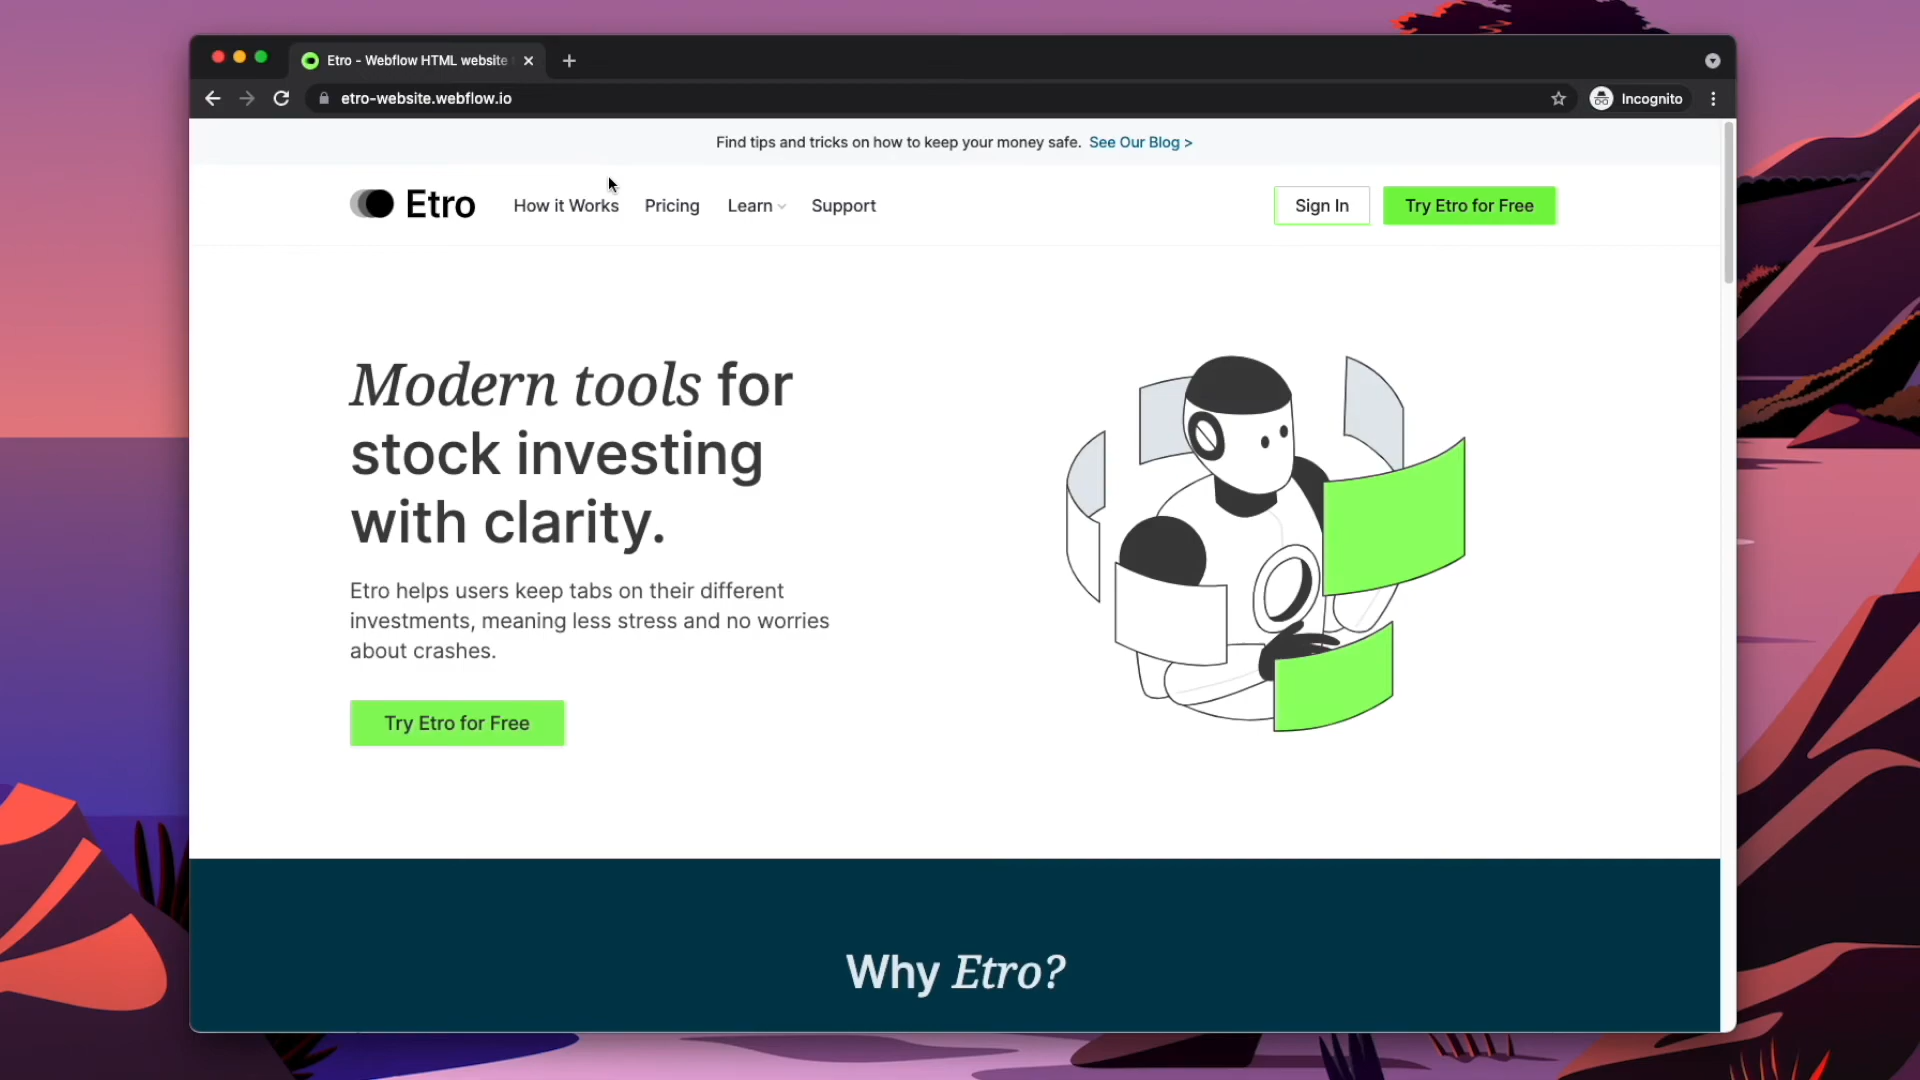 Etro - Webflow HTML website
etro-website.webflow.io
Incognito
Find tips and tricks on how to keep your money safe. See Our Blog >
Etro
How it Works
Pricing
Learn
Support
Sign In
Try Etro for Free
Modern tools for
stock investing
with clarity.
Etro helps users keep tabs on their different
investments, meaning less stress and no worries
about crashes.
Try Etro for Free
Why Etro?